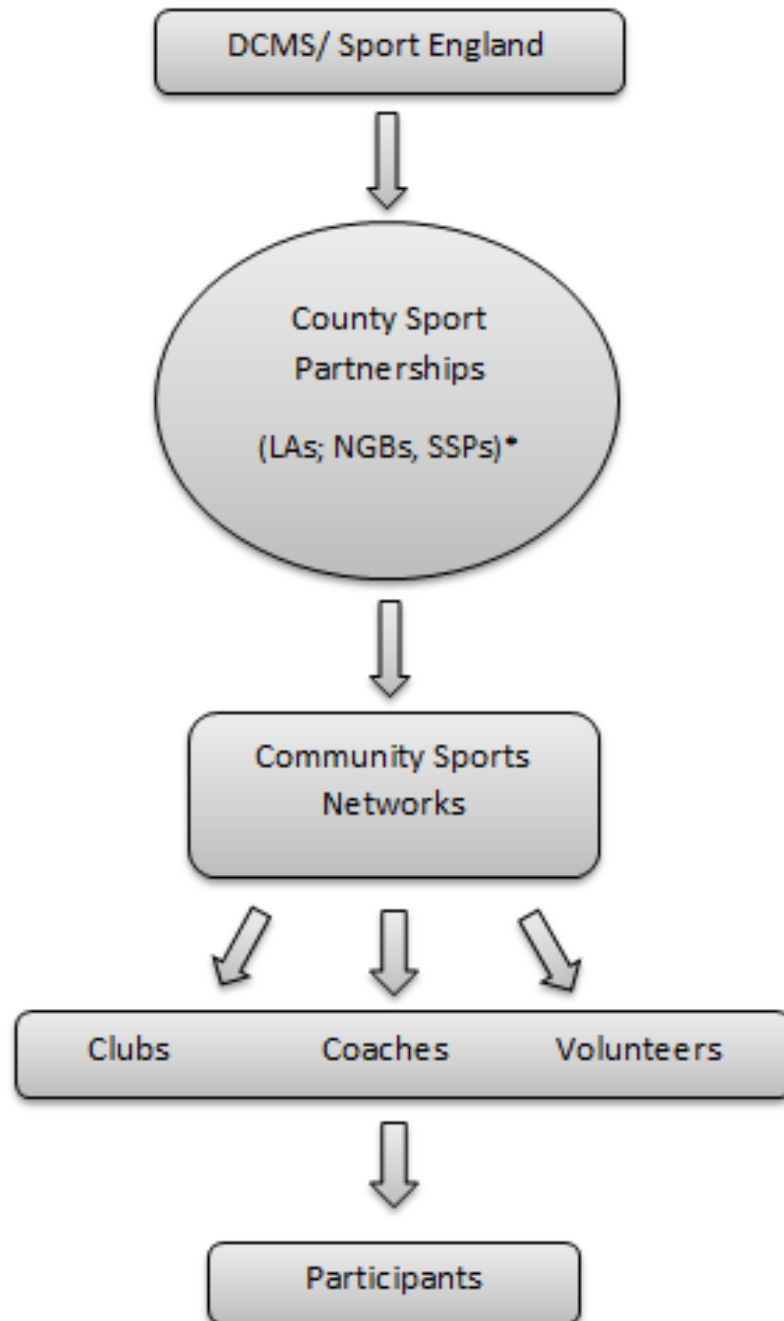 DCMS/ Sport England
County Sport
Partnerships
(LAs; NGBs, SSPs)*
Community Sports
Networks
Clubs Coaches Volunteers
Participants